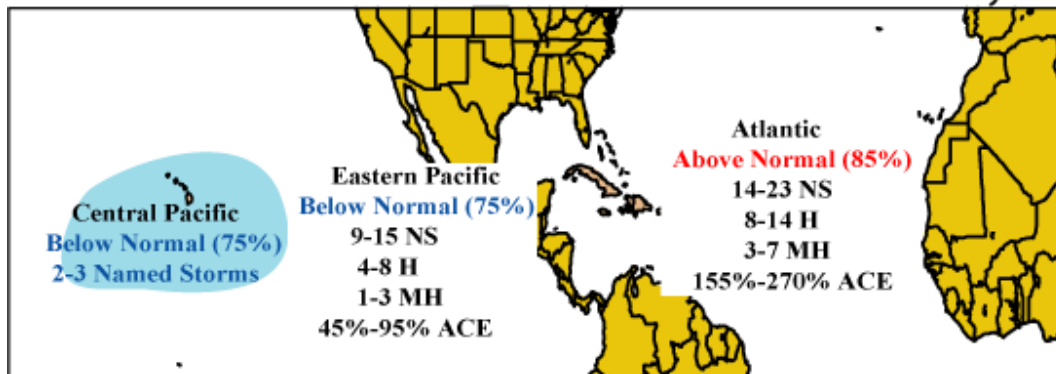 Central Pacific
Below Normal (75%)
2-3 Named Storms
Eastern Pacific
Below Normal (75%)
9-15 NS
4-8 H
1-3 MH
45%-95% ACE
Atlantic
Above Normal (85%)
14-23 NS
8-14 H
3-7 MH
155%-270% ACE